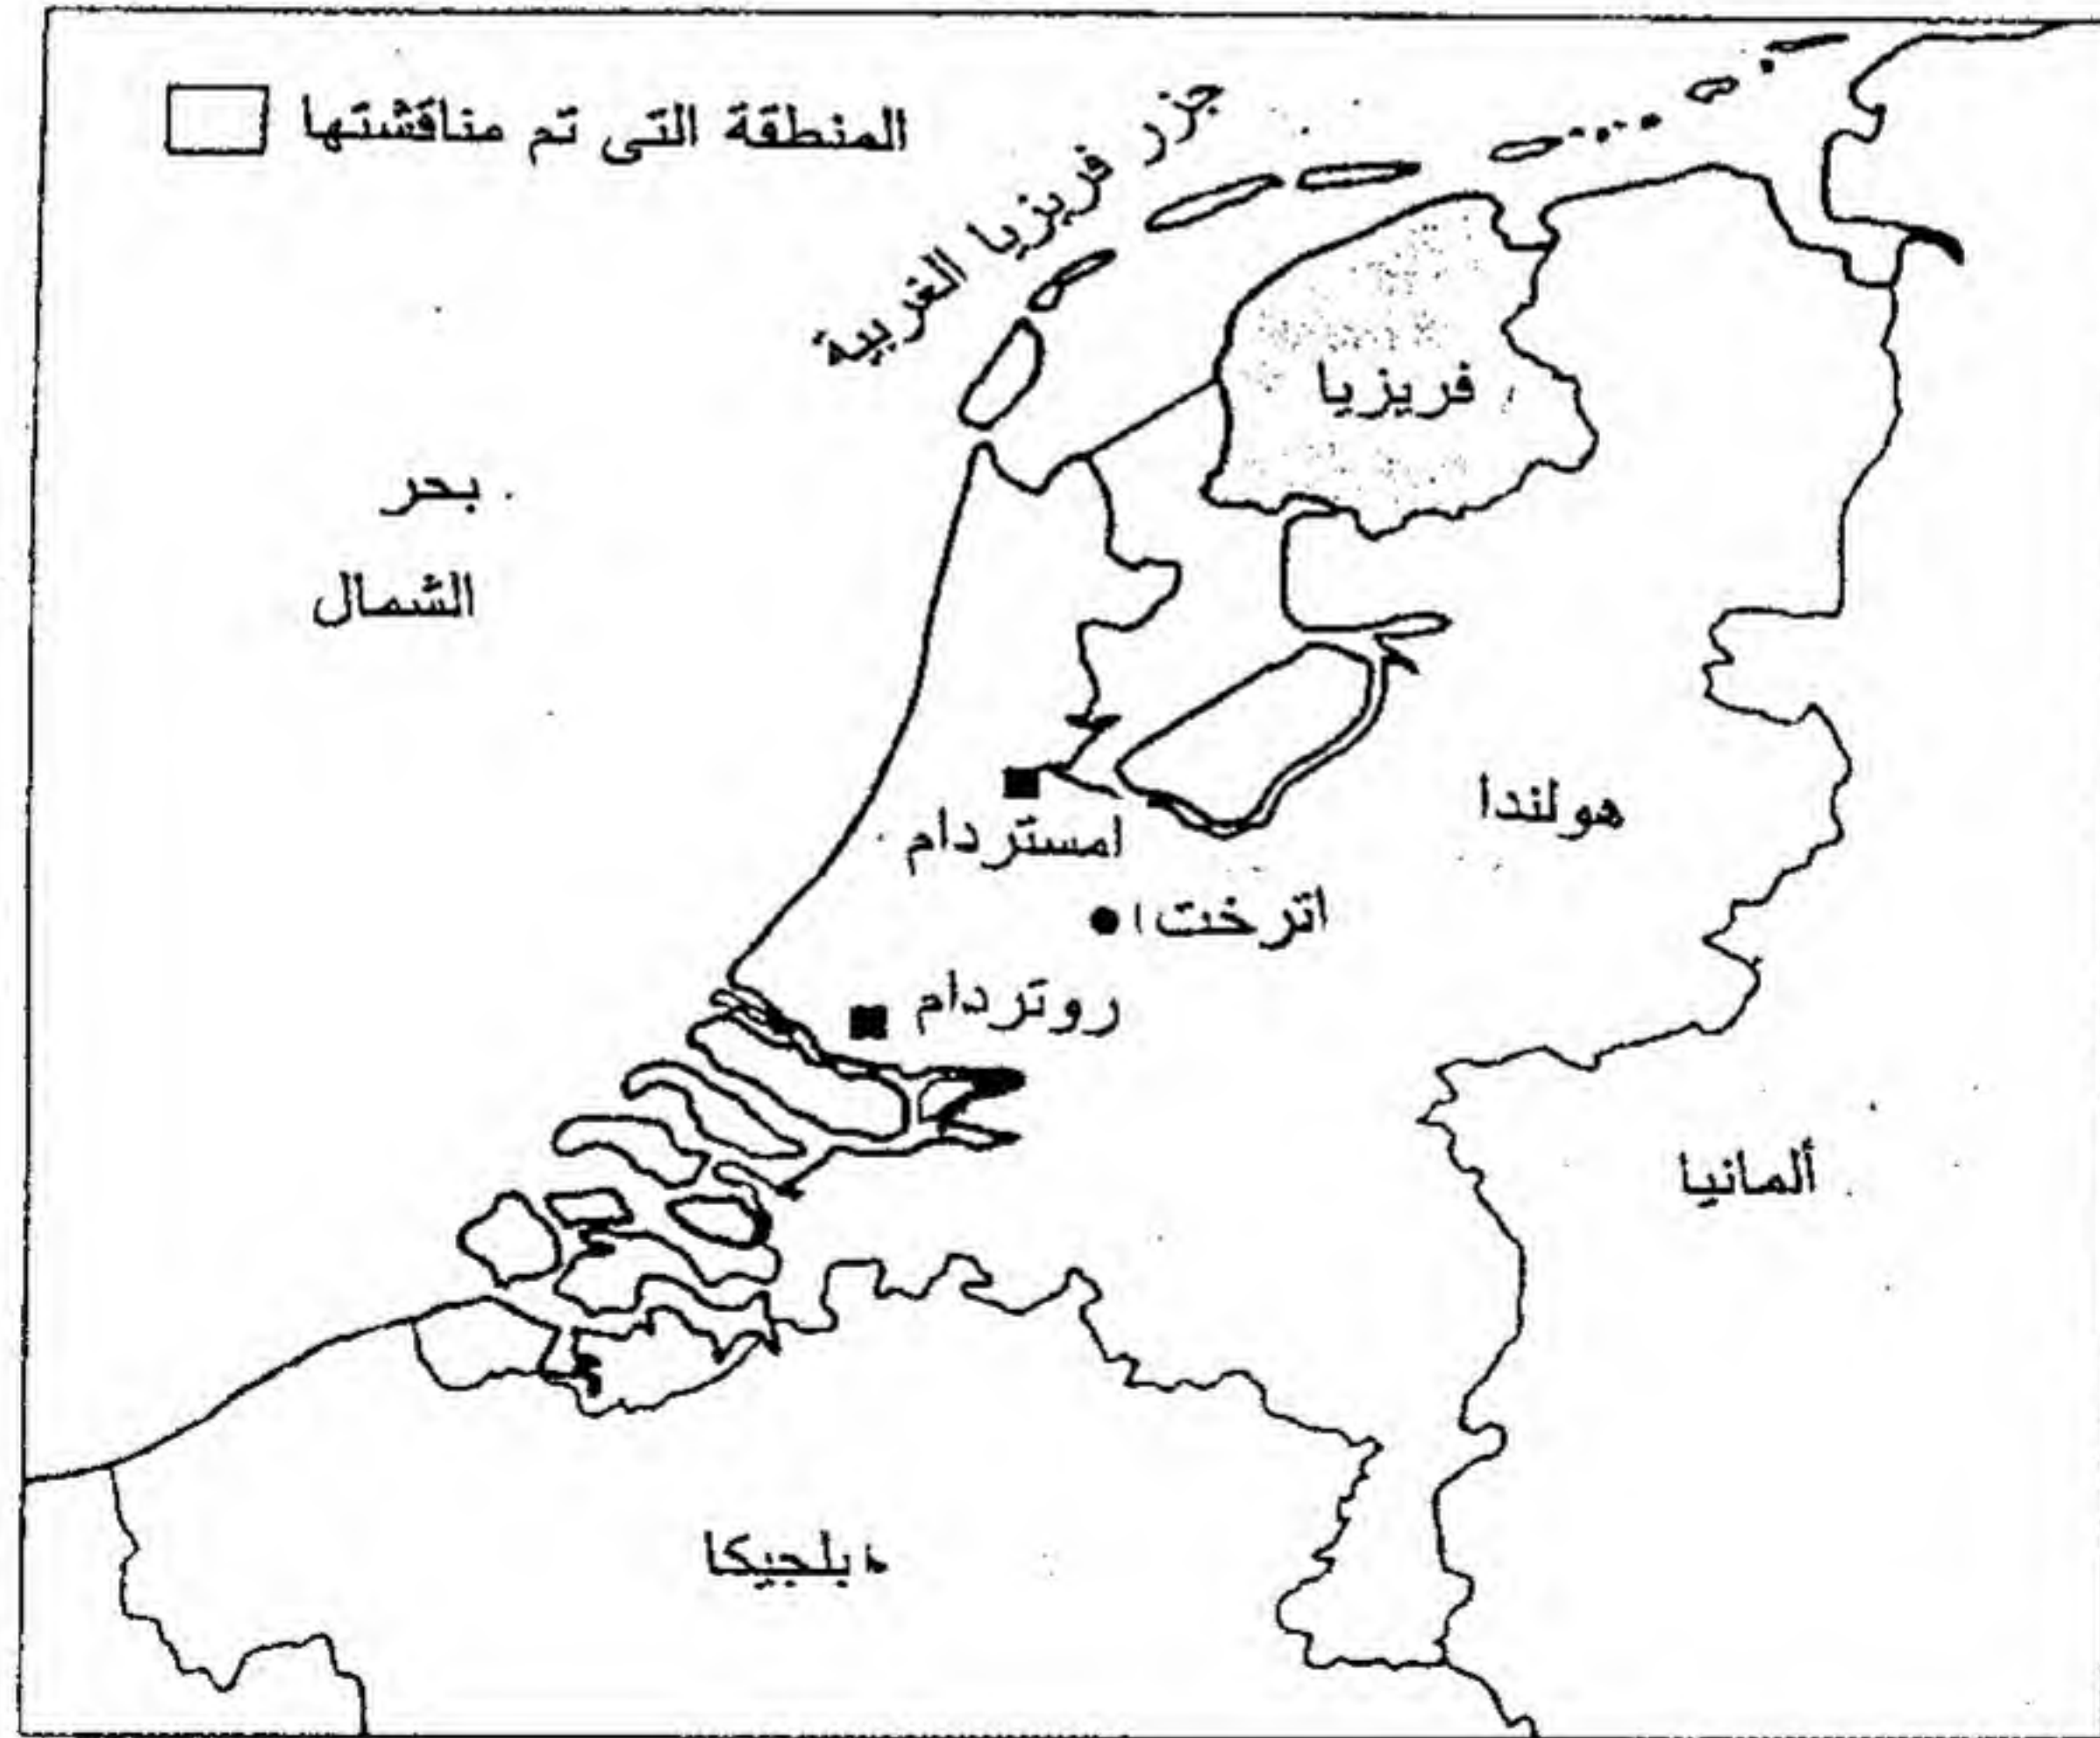 المنطقة التى تم مناقشتها
جزر فريزيا الغربية
فريزيا
بحر
الشمال
هولندا
امستردام
اترخت
روتردام
ألمانيا
بلجيكا